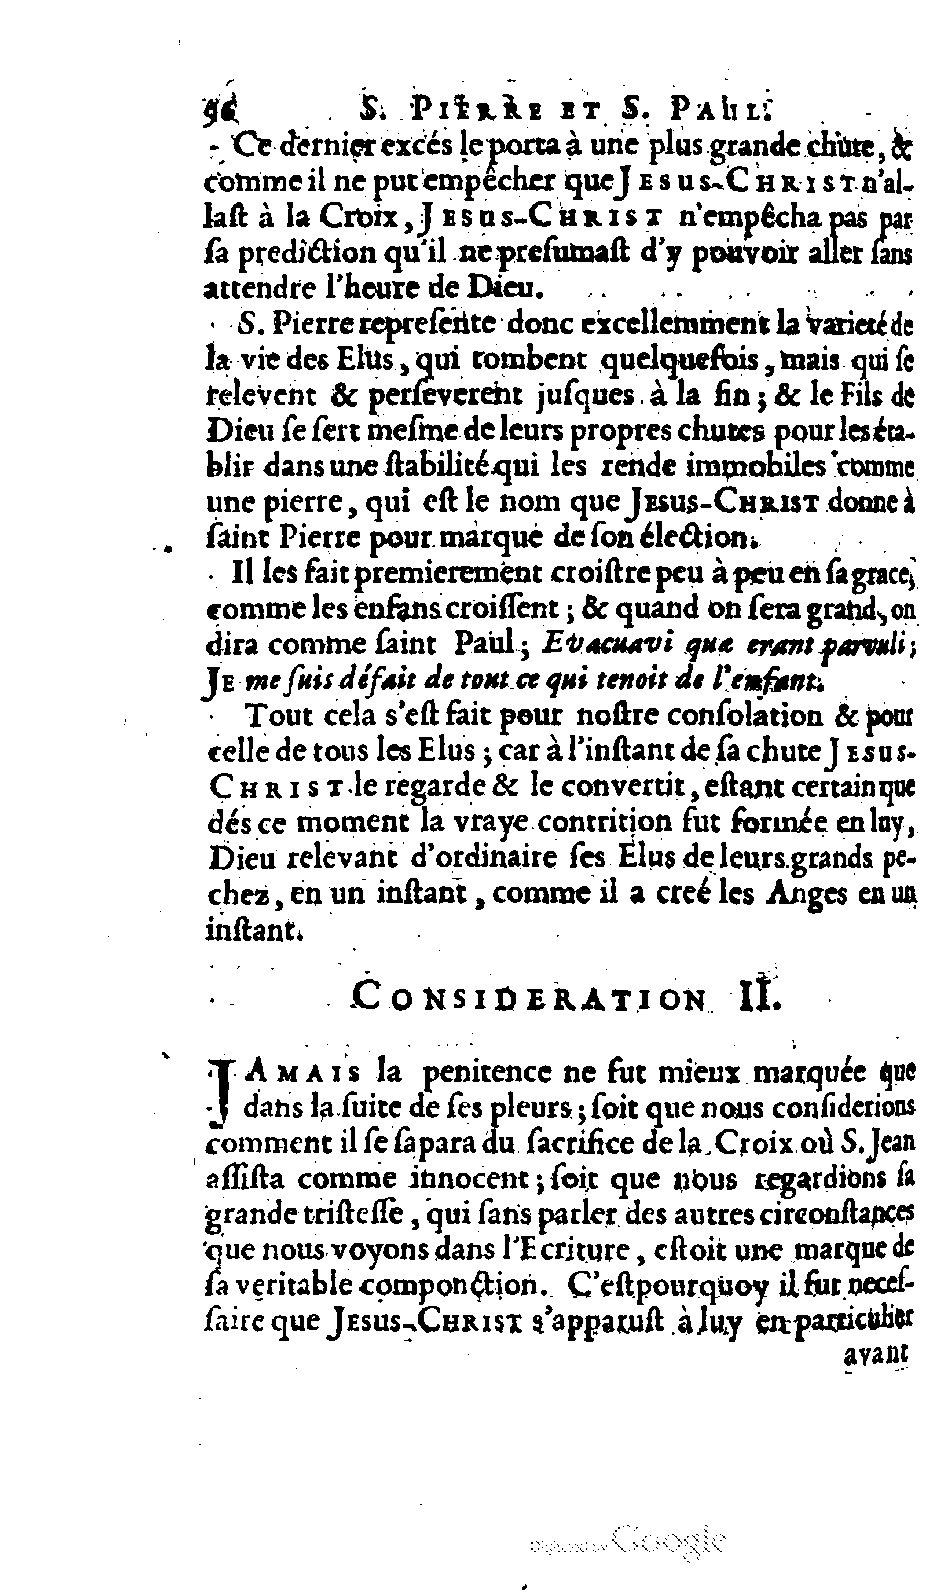 96 S. PIERRE ET S. PAUL.
Ce dernier excés le porta à une plus grande chûte, &
comme il ne put empêcher que JESUS-CHRIST n'al-
laſt à la Croix, JESUS-CHRIST n'empêcha pas par
ſa prediction qu'il ne preſumaſt d'y pouvoir aller ſans
attendre l'heure de Dieu.
S. Pierre repreſente donc excellemment la varieté de
la vie des Elus, qui tombent quelquefois, mais qui ſe
relevent & perſeverent juſques à la fin; & le Fils de
Dieu ſe ſert meſme de leurs propres chutes pour les éta-
blir dans une ſtabilité qui les rende immobiles comme
une pierre, qui eſt le nom que JESUS-CHRIST donne à
ſaint Pierre pour marque de ſon élection.
Il les fait premierement croiſtre peu à peu en ſa grace,
comme les enfans croiſſent; & quand on ſera grand, on
dira comme ſaint Paul; Evacuavi quæ erant parvuli;
JE me ſuis défait de tout ce qui tenoit de l'enfant.
Tout cela s'eſt fait pour noſtre conſolation & pour
celle de tous les Elus; car à l'inſtant de ſa chute JESUS-
CHRIST le regarde & le convertit, eſtant certain que
dés ce moment la vraye contrition fut formée en luy,
Dieu relevant d'ordinaire ſes Elus de leurs grands pe-
chez, en un inſtant, comme il a creé les Anges en un
inſtant.
CONSIDERATION II.
JAMAIS la penitence ne fut mieux marquée que
dans la ſuite de ſes pleurs; ſoit que nous conſiderions
comment il ſe ſapara du ſacrifice de la Croix où S. Jean
aſſiſta comme innocent; ſoit que nous regardions ſa
grande triſteſſe, qui ſans parler des autres circonſtances
que nous voyons dans l'Ecriture, eſtoit une marque de
ſa veritable componction. C'eſtpourquoy il fut neceſ-
ſaire que JESUS-CHRIST s'apparuſt à luy en particulier
avant
Google